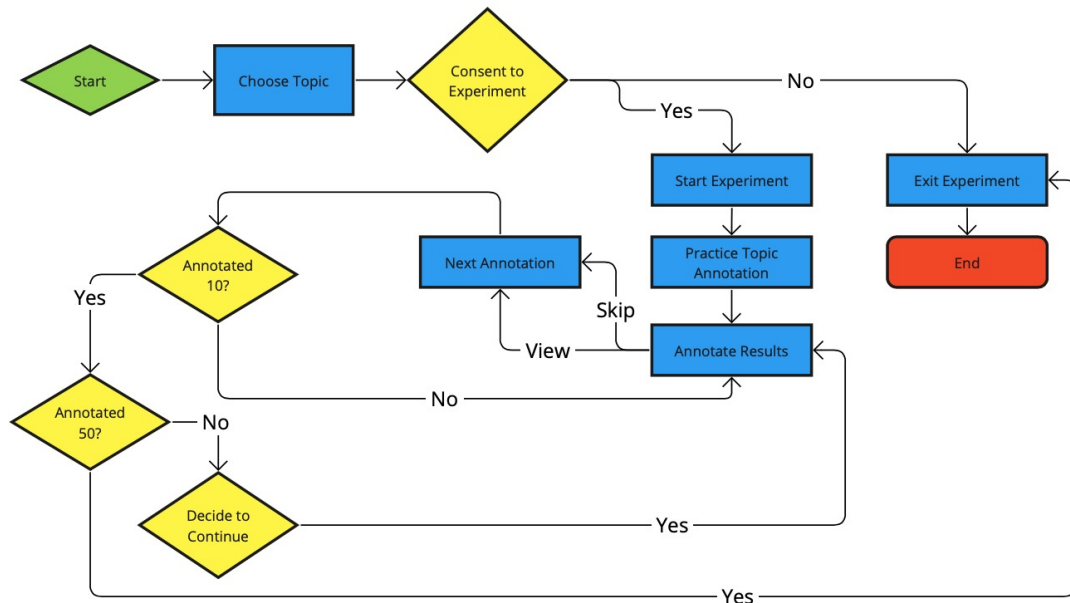 Start
Choose Topic
Consent to
Experiment
No
Yes
Start Experiment
Exit Experiment
Practice Topic
Annotation
End
Next Annotation
Annotated
10?
Yes
Skip
View
Annotate Results
No
Annotated
50?
No
Decide to
Continue
Yes
Yes